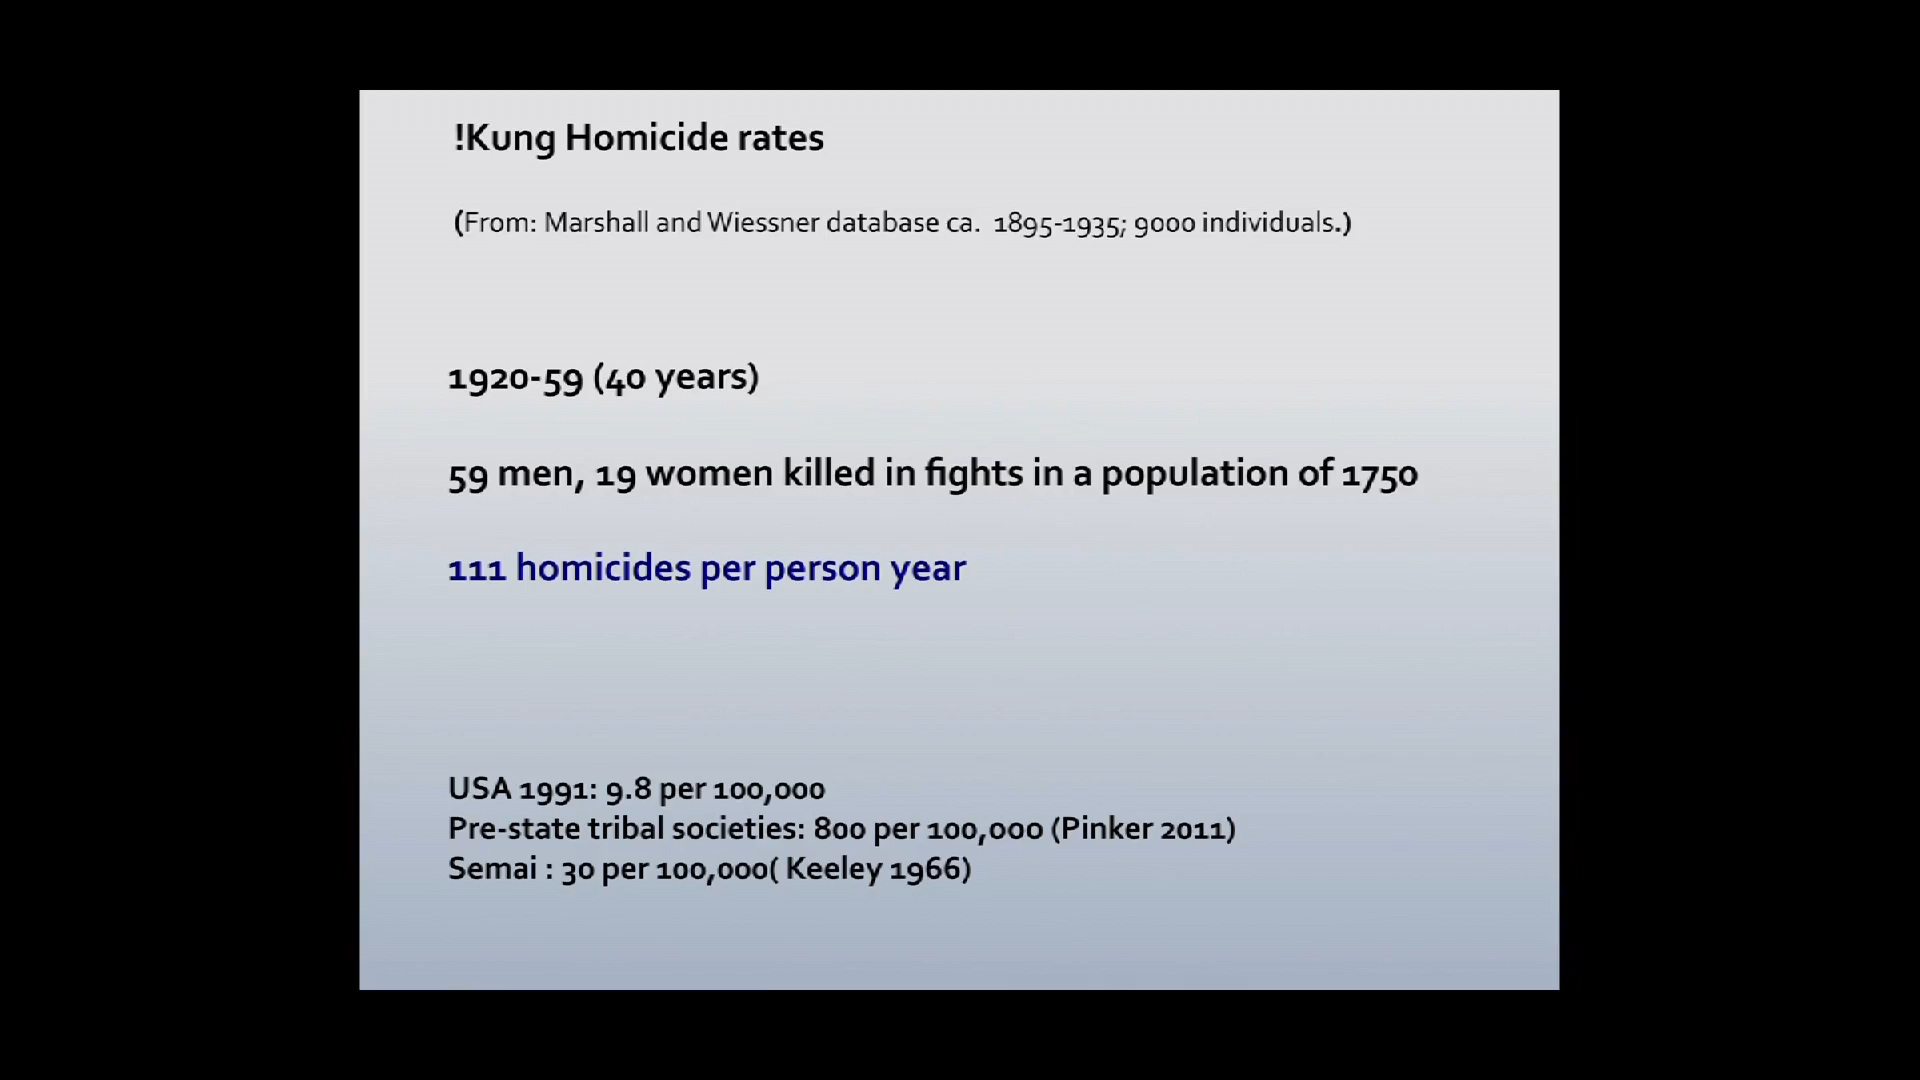 !Kung Homicide rates
(From: Marshall and Wiessner database ca. 1895-1935; 9000 individuals.)
1920-59 (40 years)
59 men, 19 women killed in fights in a population of 1750
111 homicides per person year
USA 1991: 9.8 per 100,000
Pre-state tribal societies: 800 per 100,000 (Pinker 2011)
Semai : 30 per 100,000( Keeley 1966)